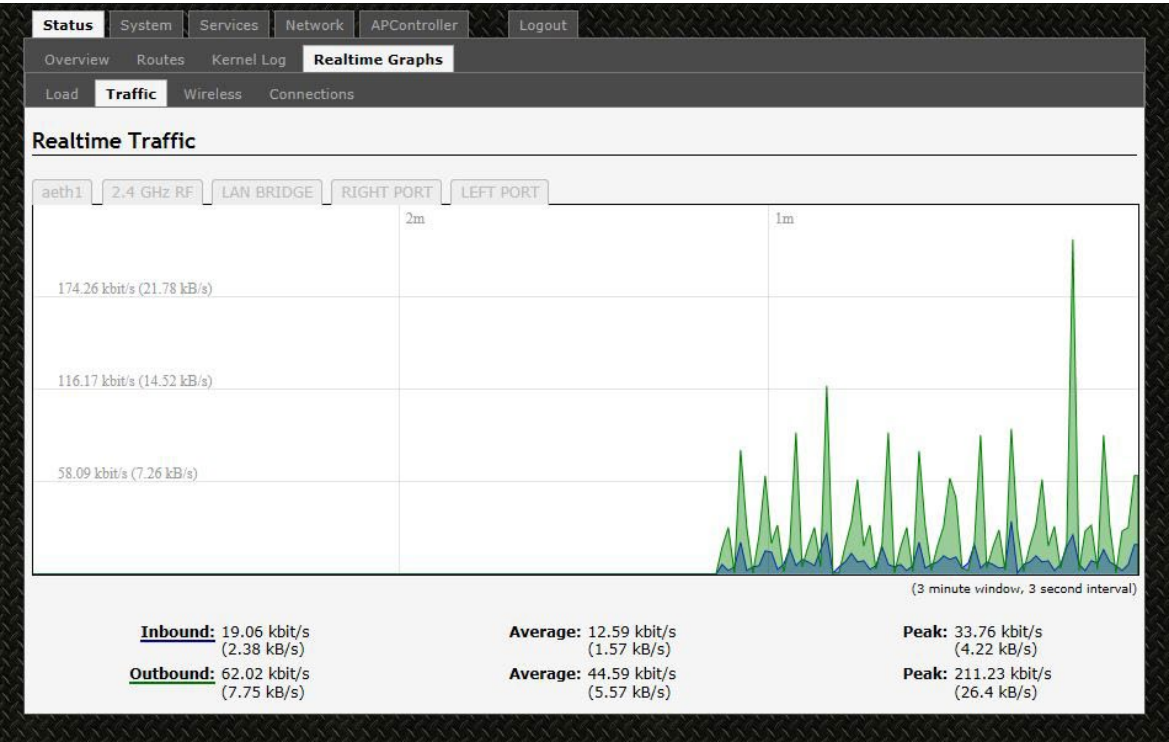 Status System Services Network APController Logout
Overview Routes Kernel Log Realtime Graphs
Load Traffic Wireless Connections
Realtime Traffic
aeth1 2.4 GHz RF LAN BRIDGE RIGHT PORT LEFT PORT
2m 1m
174.26 kbit/s (21.78 kB/s)
116.17 kbit/s (14.52 kB/s)
58.09 kbit/s (7.26 kB/s)
(3 minute window, 3 second interval)
Inbound: 19.06 kbit/s Average: 12.59 kbit/s Peak: 33.76 kbit/s
(2.38 kB/s) (1.57 kB/s) (4.22 kB/s)
Outbound: 62.02 kbit/s Average: 44.59 kbit/s Peak: 211.23 kbit/s
(7.75 kB/s) (5.57 kB/s) (26.4 kB/s)